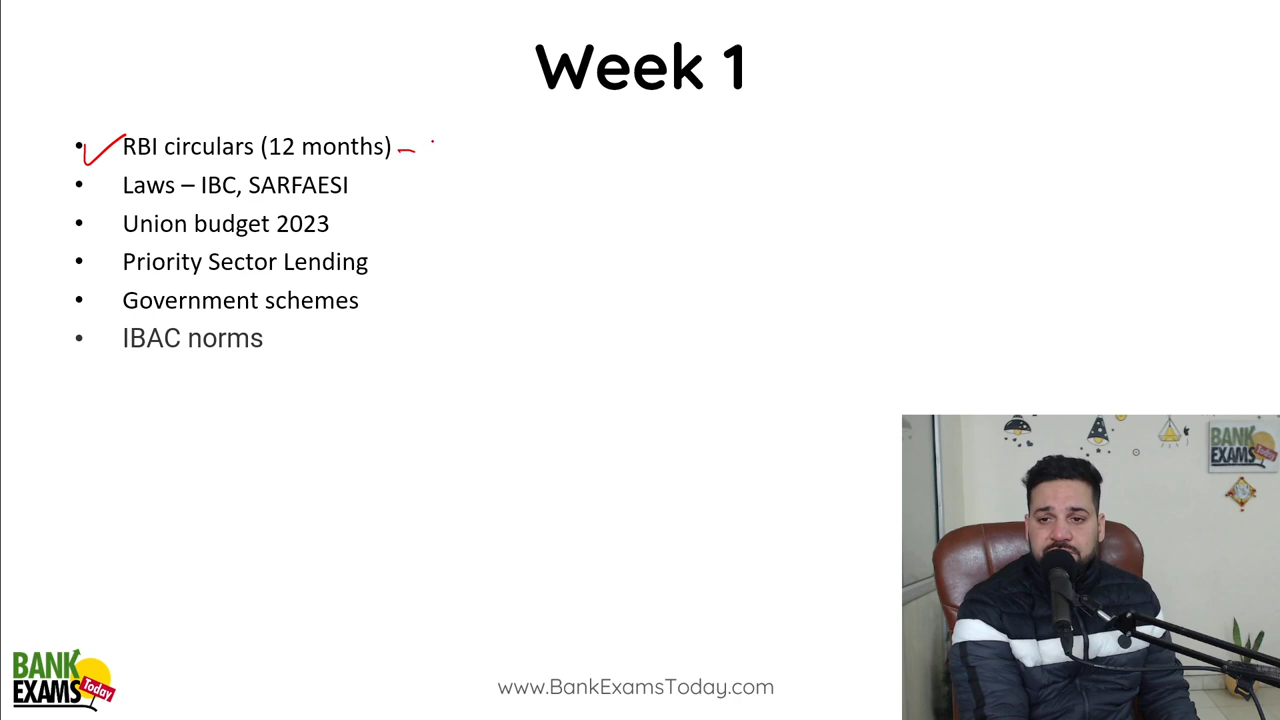 Week 1
• RBI circulars (12 months)
• Laws – IBC, SARFAESI
• Union budget 2023
• Priority Sector Lending
• Government schemes
• IBAC norms
BANK
EXAMS
Today
BANK
EXAMS
Today
www.BankExamsToday.com